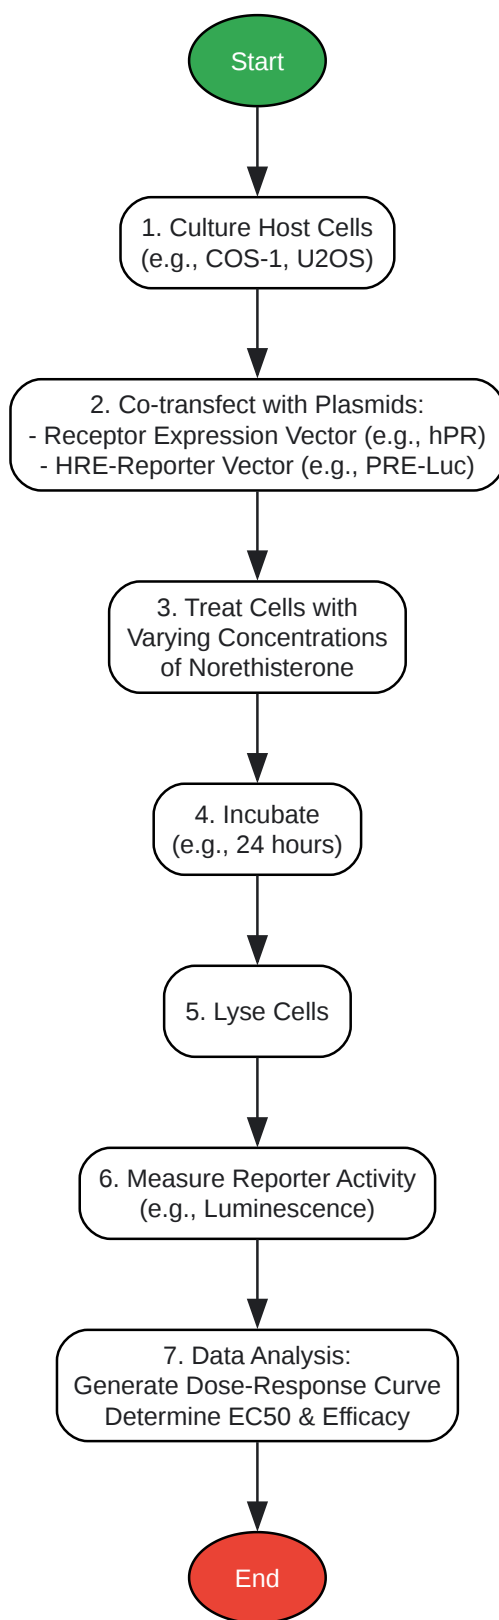 Start
1. Culture Host Cells
(e.g., COS-1, U2OS)
2. Co-transfect with Plasmids:
- Receptor Expression Vector (e.g., hPR)
- HRE-Reporter Vector (e.g., PRE-Luc)
3. Treat Cells with
Varying Concentrations
of Norethisterone
4. Incubate
(e.g., 24 hours)
5. Lyse Cells
6. Measure Reporter Activity
(e.g., Luminescence)
7. Data Analysis:
Generate Dose-Response Curve
Determine EC50 & Efficacy
End